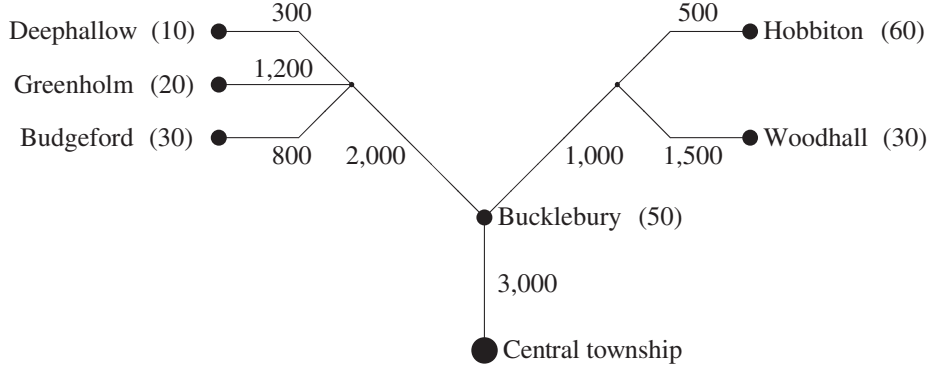 300
500
Deephallow (10)
Hobbiton (60)
1,200
Greenholm (20)
Budgeford (30)
Woodhall (30)
800
2,000
1,000
1,500
Bucklebury (50)
3,000
Central township